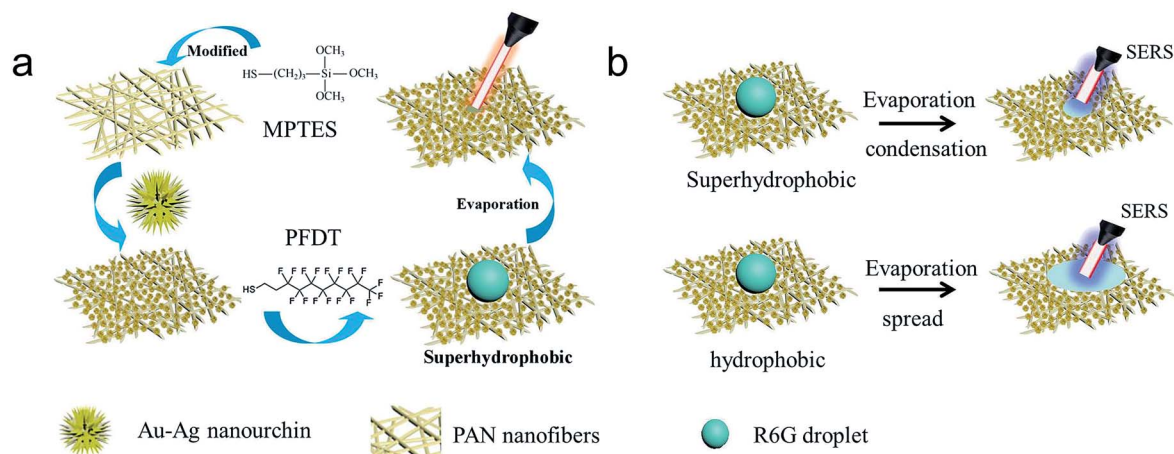 a
Modified
OCH3
HS—(CH2)3—Si—OCH3
OCH3
MPTES
PFDT
HS
F F F F F F F F
F F F F F F F F
F
Evaporation
Superhydrophobic
b
SERS
Evaporation
condensation
Superhydrophobic
SERS
Evaporation
spread
hydrophobic
Au-Ag nanourchin
PAN nanofibers
R6G droplet